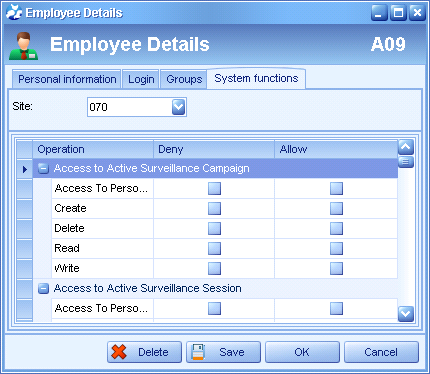 Employee Details
Employee Details A09
Personal information Login Groups System functions
Site: 070
Operation Deny Allow
Access to Active Surveillance Campaign
Access To Perso...
Create
Delete
Read
Write
Access to Active Surveillance Session
Access To Perso...
Delete Save OK Cancel